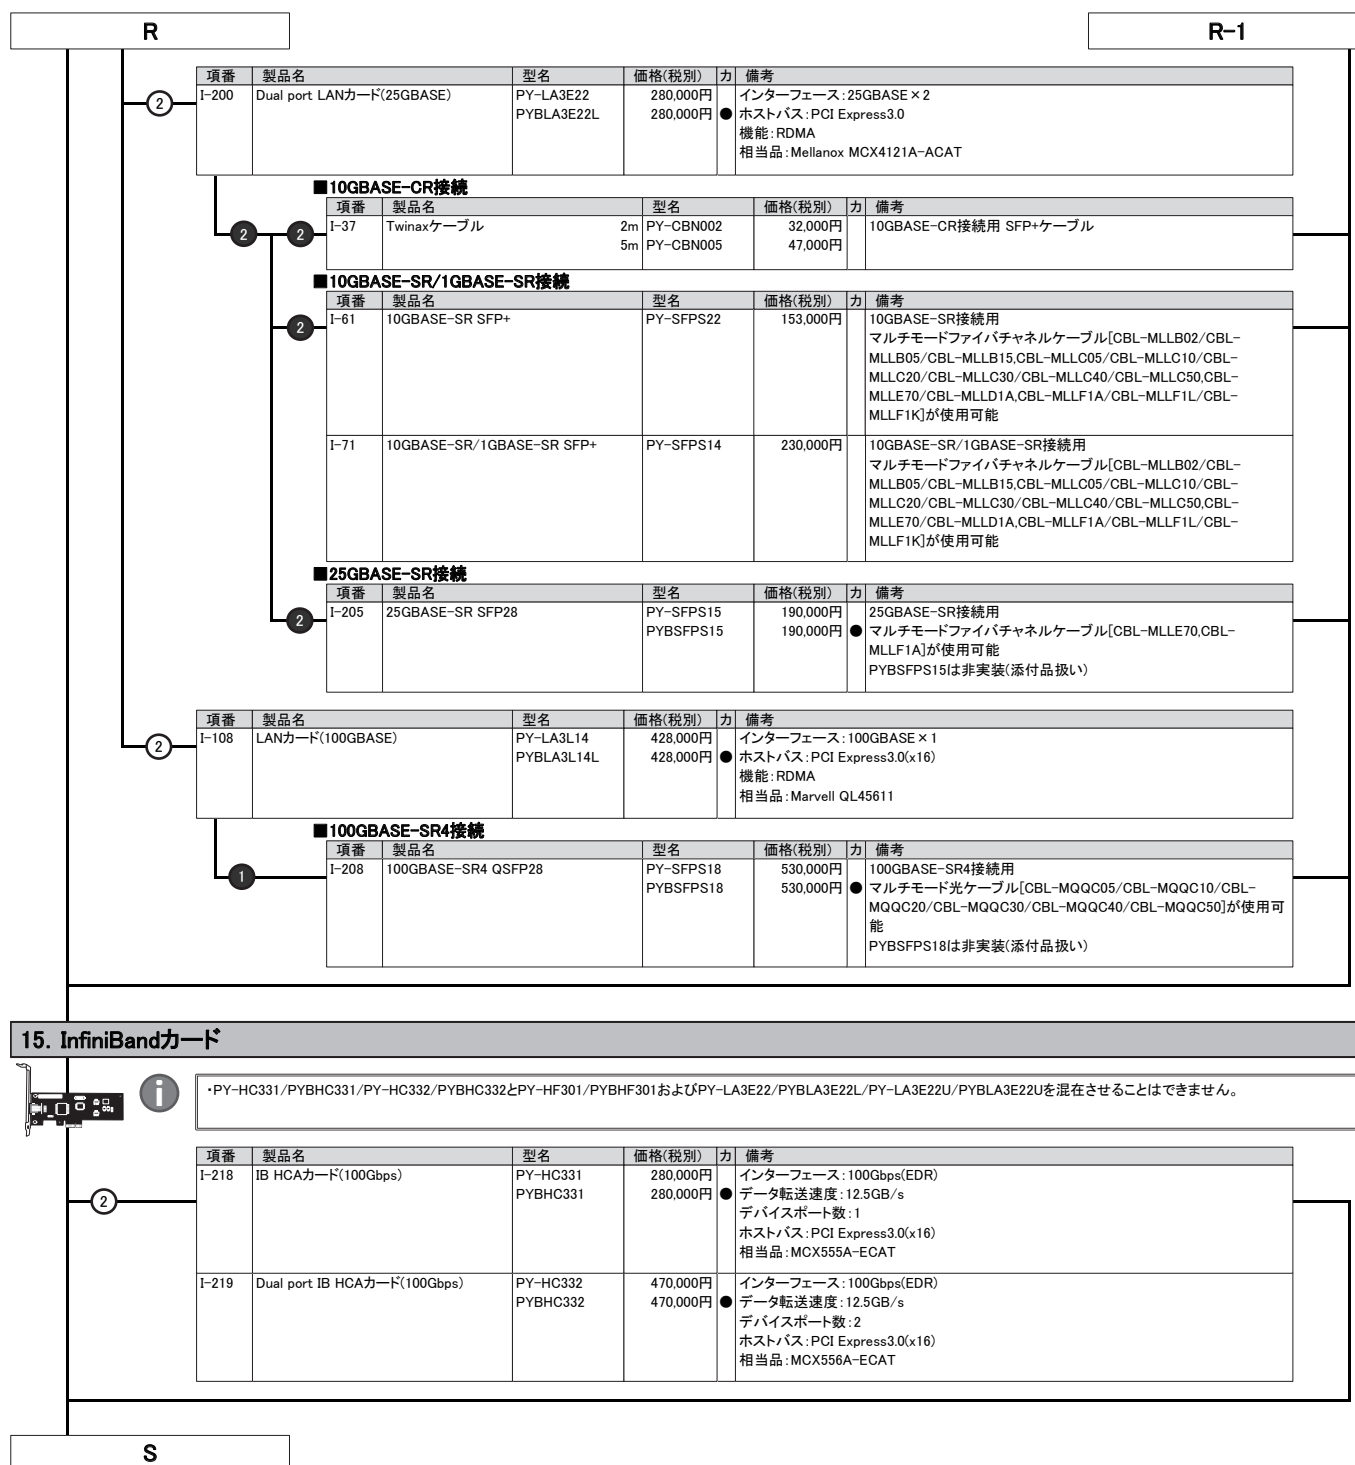 R
R-1
項番 製品名 型名 価格(税別) カ 備考
② I-200 Dual port LANカード(25GBASE) PY-LA3E22 280,000円 インターフェース:25GBASE×2
PYBLA3E22L 280,000円 ● ホストバス:PCI Express3.0
機能:RDMA
相当品:Mellanox MCX4121A-ACAT
■10GBASE-CR接続
項番 製品名 型名 価格(税別) カ 備考
2 2 I-37 Twinaxケーブル 2m PY-CBN002 32,000円 10GBASE-CR接続用 SFP+ケーブル
5m PY-CBN005 47,000円
■10GBASE-SR/1GBASE-SR接続
項番 製品名 型名 価格(税別) カ 備考
2 I-61 10GBASE-SR SFP+ PY-SFPS22 153,000円 10GBASE-SR接続用
マルチモードファイバチャネルケーブル[CBL-MLLB02/CBL-
MLLB05/CBL-MLLB15,CBL-MLLC05/CBL-MLLC10/CBL-
MLLC20/CBL-MLLC30/CBL-MLLC40/CBL-MLLC50,CBL-
MLLE70/CBL-MLLD1A,CBL-MLLF1A/CBL-MLLF1L/CBL-
MLLF1K]が使用可能
I-71 10GBASE-SR/1GBASE-SR SFP+ PY-SFPS14 230,000円 10GBASE-SR/1GBASE-SR接続用
マルチモードファイバチャネルケーブル[CBL-MLLB02/CBL-
MLLB05/CBL-MLLB15,CBL-MLLC05/CBL-MLLC10/CBL-
MLLC20/CBL-MLLC30/CBL-MLLC40/CBL-MLLC50,CBL-
MLLE70/CBL-MLLD1A,CBL-MLLF1A/CBL-MLLF1L/CBL-
MLLF1K]が使用可能
■25GBASE-SR接続
項番 製品名 型名 価格(税別) カ 備考
2 I-205 25GBASE-SR SFP28 PY-SFPS15 190,000円 25GBASE-SR接続用
PYBSFPS15 190,000円 ● マルチモードファイバチャネルケーブル[CBL-MLLE70,CBL-
MLLF1A]が使用可能
PYBSFPS15は非実装(添付品扱い)
項番 製品名 型名 価格(税別) カ 備考
② I-108 LANカード(100GBASE) PY-LA3L14 428,000円 インターフェース:100GBASE×1
PYBLA3L14L 428,000円 ● ホストバス:PCI Express3.0(x16)
機能:RDMA
相当品:Marvell QL45611
■100GBASE-SR4接続
項番 製品名 型名 価格(税別) カ 備考
1 I-208 100GBASE-SR4 QSFP28 PY-SFPS18 530,000円 100GBASE-SR4接続用
PYBSFPS18 530,000円 ● マルチモード光ケーブル[CBL-MQQC05/CBL-MQQC10/CBL-
MQQC20/CBL-MQQC30/CBL-MQQC40/CBL-MQQC50]が使用可
能
PYBSFPS18は非実装(添付品扱い)
15. InfiniBandカード
i
・PY-HC331/PYBHC331/PY-HC332/PYBHC332とPY-HF301/PYBHF301およびPY-LA3E22/PYBLA3E22L/PY-LA3E22U/PYBLA3E22Uを混在させることはできません。
項番 製品名 型名 価格(税別) カ 備考
② I-218 IB HCAカード(100Gbps) PY-HC331 280,000円 インターフェース:100Gbps(EDR)
PYBHC331 280,000円 ● データ転送速度:12.5GB/s
デバイスポート数:1
ホストバス:PCI Express3.0(x16)
相当品:MCX555A-ECAT
I-219 Dual port IB HCAカード(100Gbps) PY-HC332 470,000円 インターフェース:100Gbps(EDR)
PYBHC332 470,000円 ● データ転送速度:12.5GB/s
デバイスポート数:2
ホストバス:PCI Express3.0(x16)
相当品:MCX556A-ECAT
S